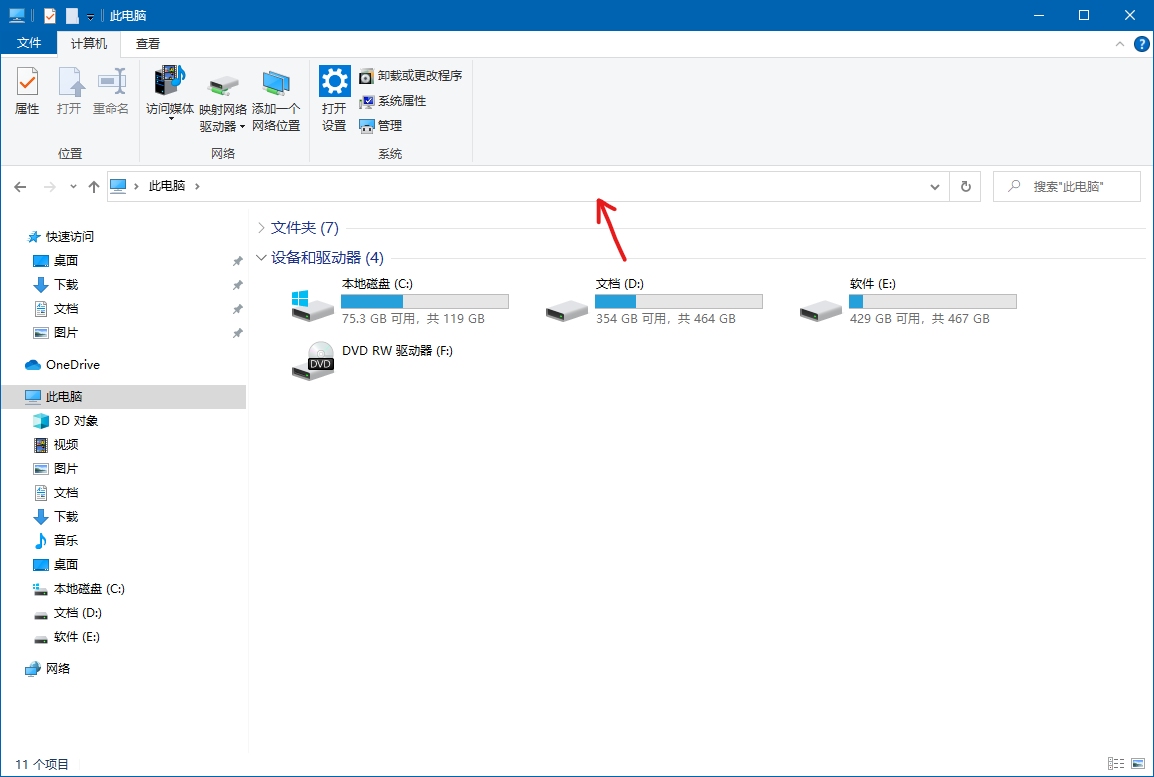 此电脑
文件 计算机 查看
属性 打开 重命名 访问媒体 映射网络驱动器 添加一个网络位置 打开设置 卸载或更改程序
系统属性
管理
位置 网络 系统
此电脑 搜索"此电脑"
快速访问
桌面
下载
文档
图片
OneDrive
此电脑
3D 对象
视频
图片
文档
下载
音乐
桌面
本地磁盘 (C:)
文档 (D:)
软件 (E:)
网络
文件夹 (7)
设备和驱动器 (4)
本地磁盘 (C:)
75.3 GB 可用，共 119 GB
文档 (D:)
354 GB 可用，共 464 GB
软件 (E:)
429 GB 可用，共 467 GB
DVD RW 驱动器 (F:)
DVD
11 个项目